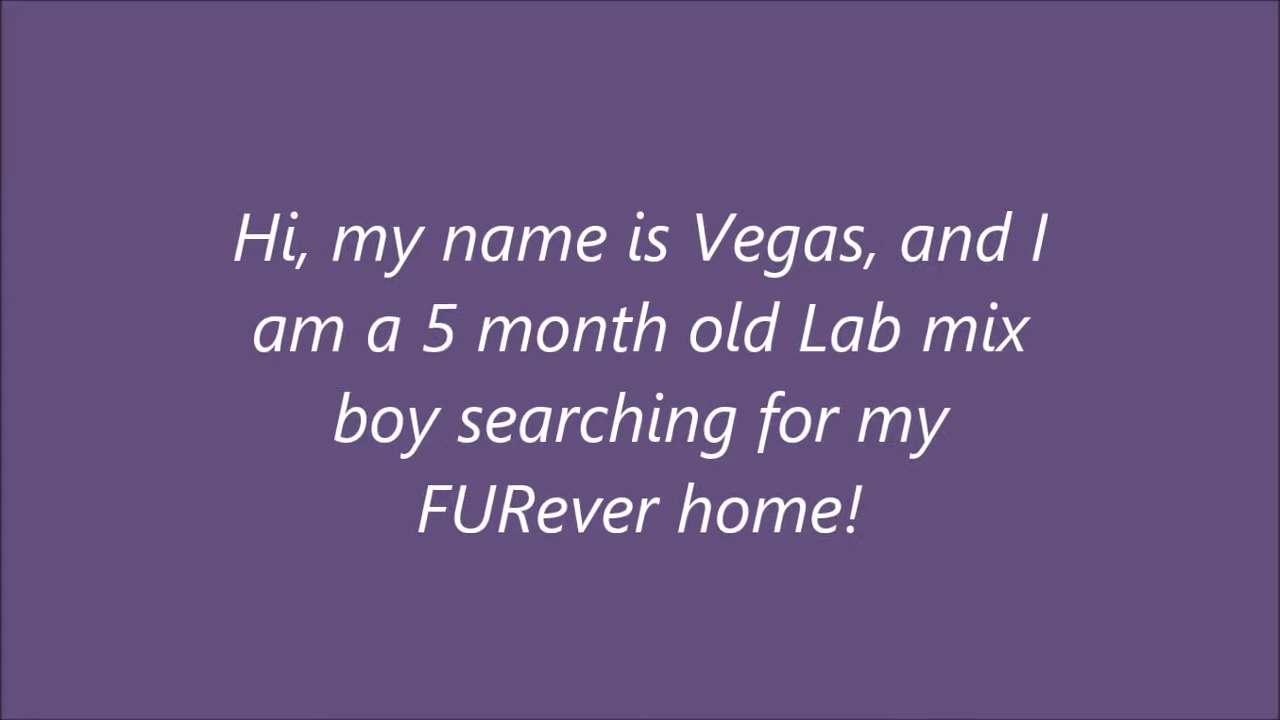 Hi, my name is Vegas, and I
am a 5 month old Lab mix
boy searching for my
FURever home!